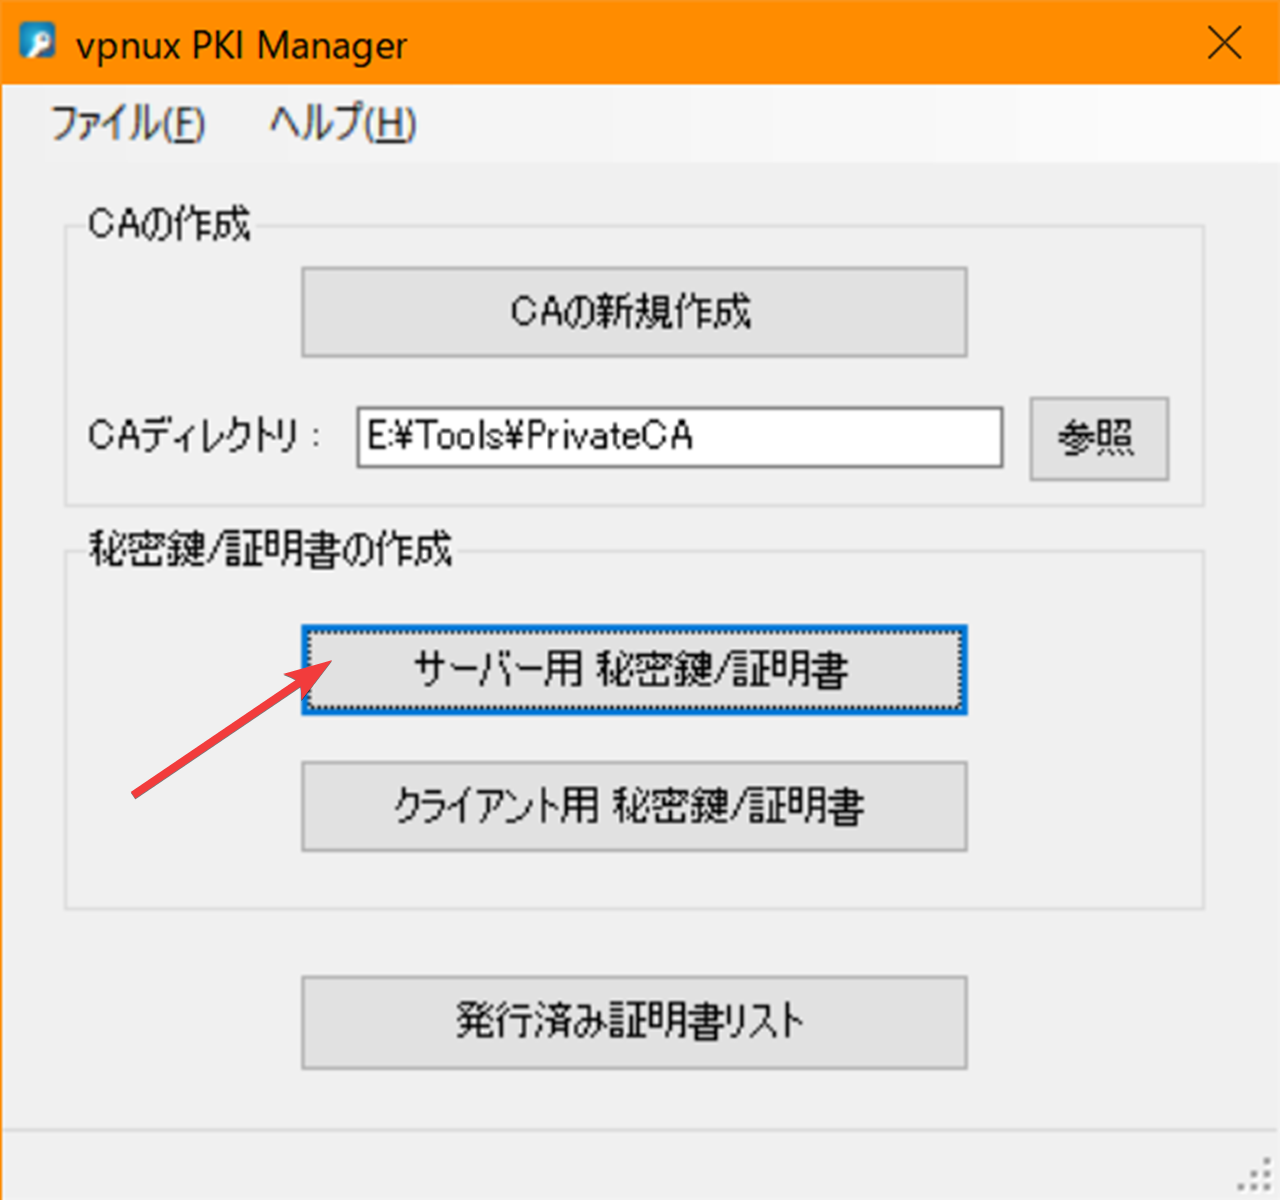 vpnux PKI Manager
ファイル(F) ヘルプ(H)
CAの作成
CAの新規作成
CAディレクトリ : E:¥Tools¥PrivateCA 参照
秘密鍵/証明書の作成
サーバー用 秘密鍵/証明書
クライアント用 秘密鍵/証明書
発行済み証明書リスト